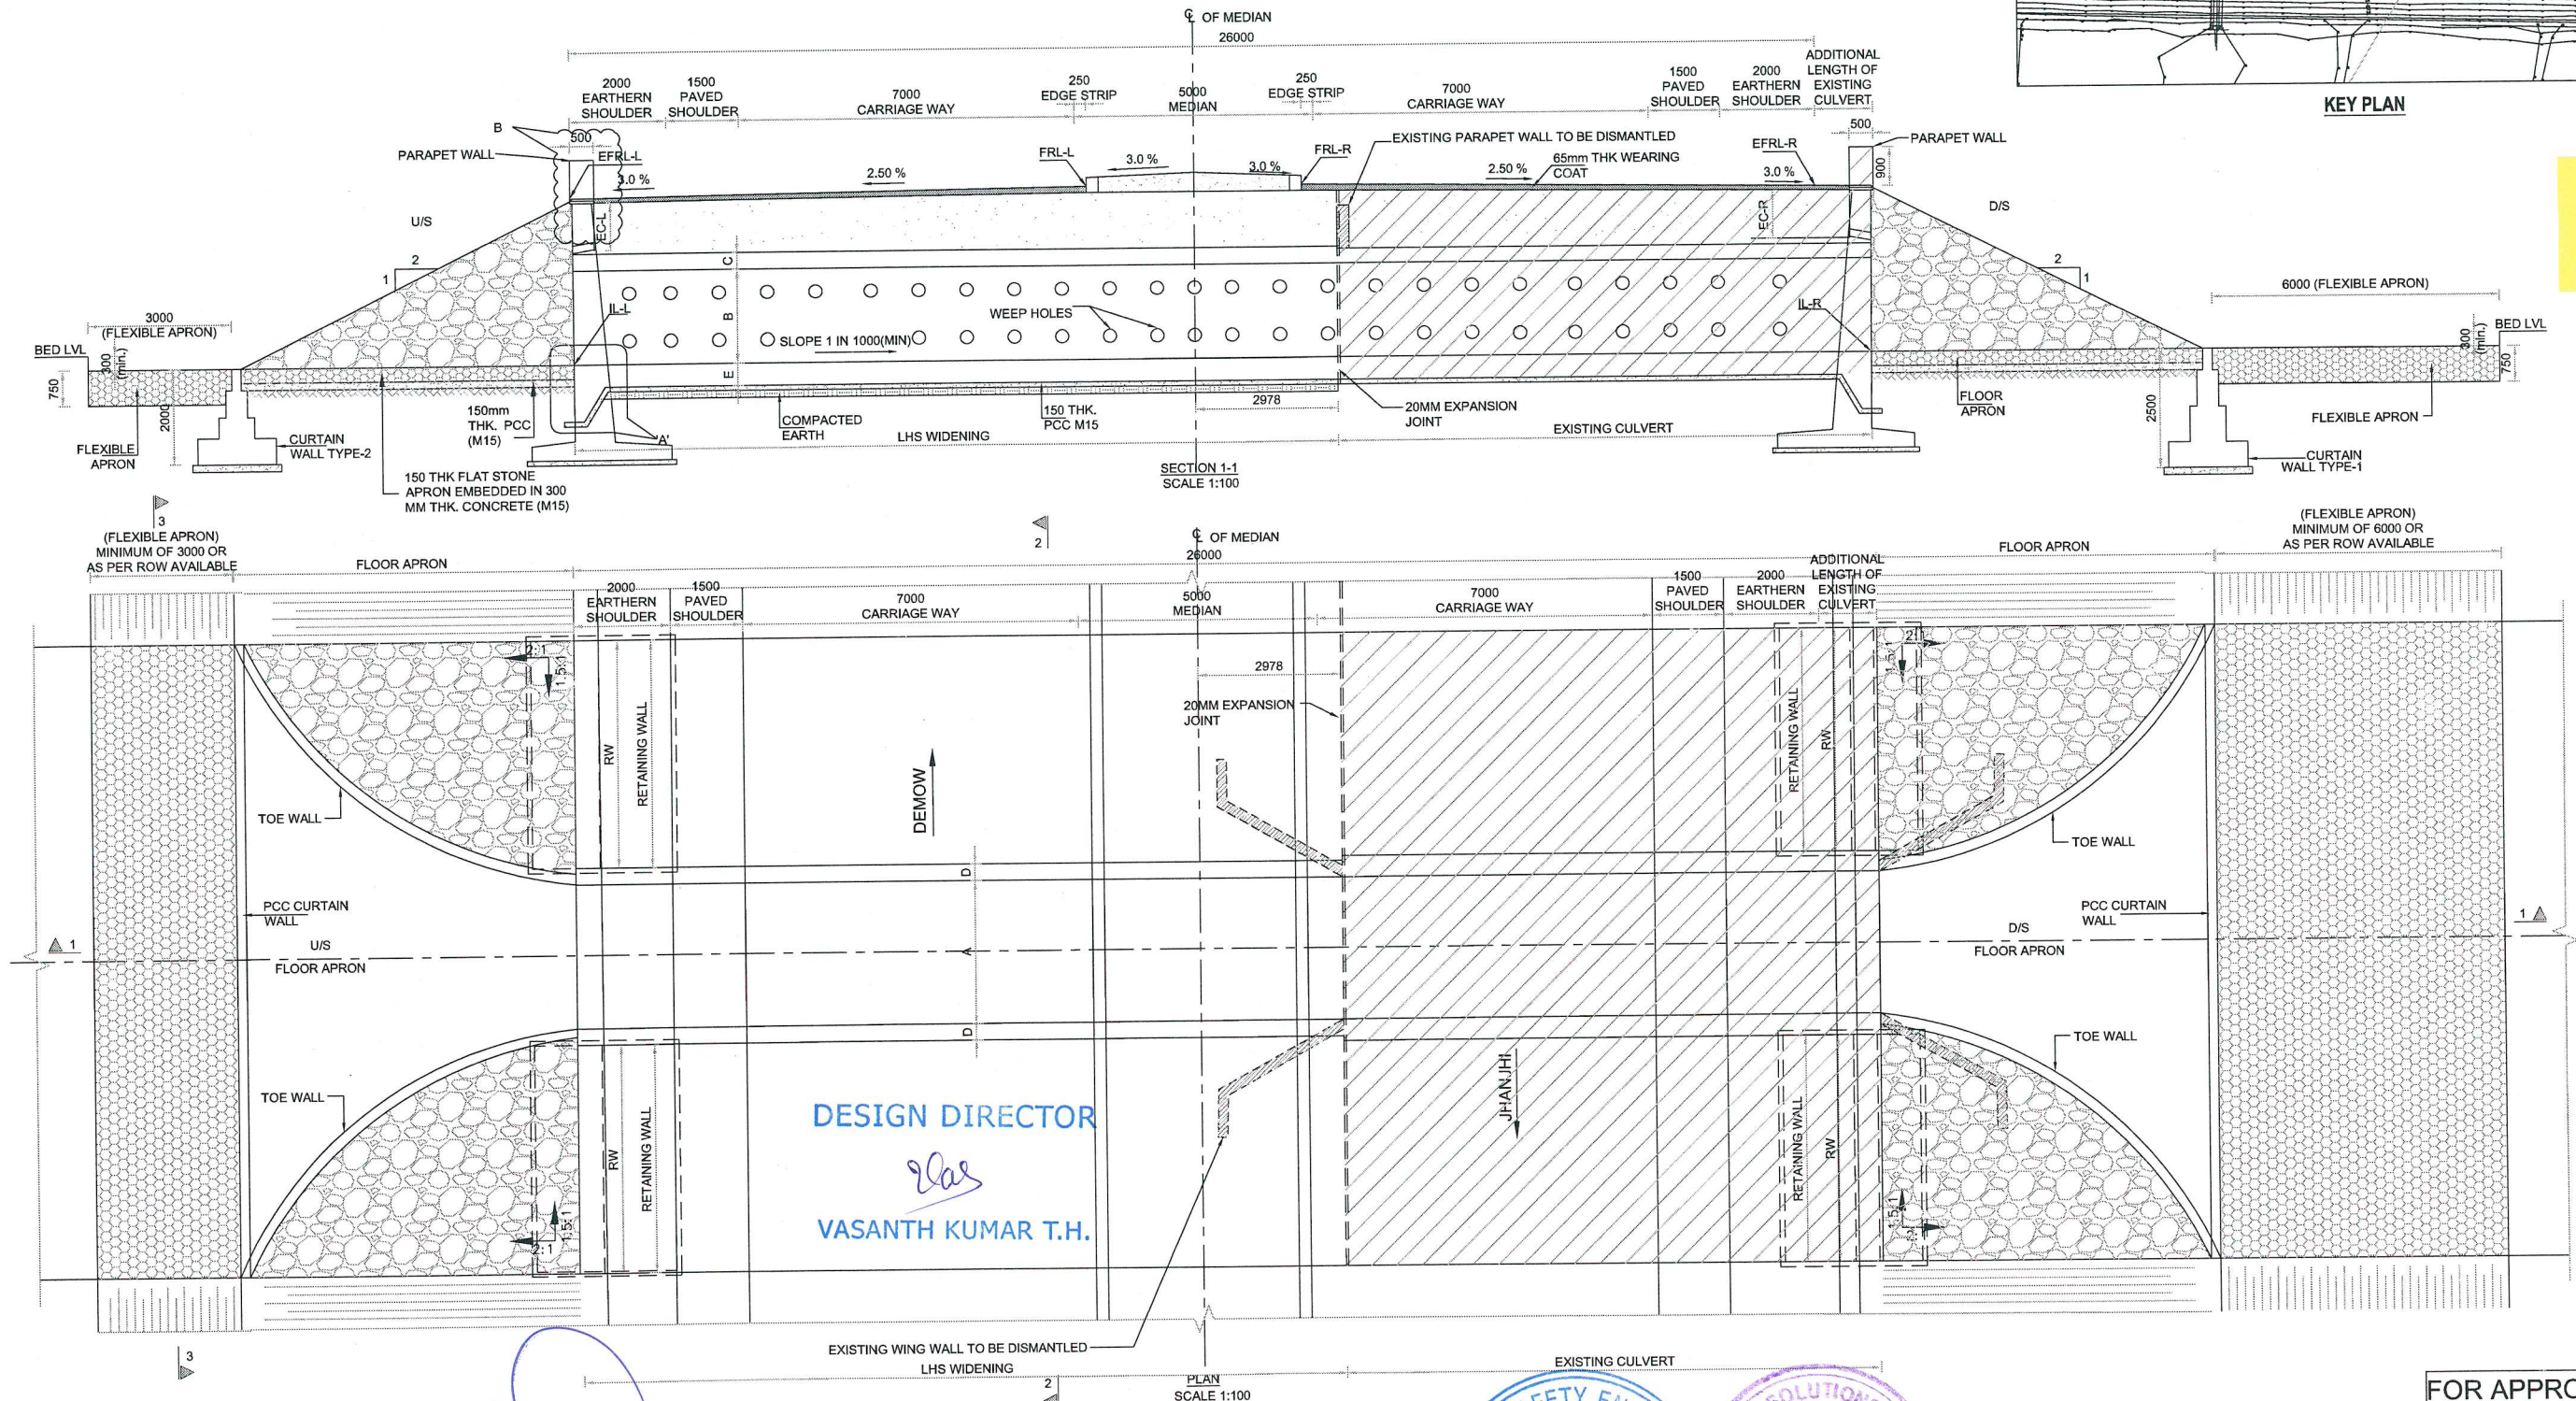 ℄ OF MEDIAN
26000
2000
EARTHERN
SHOULDER
1500
PAVED
SHOULDER
7000
CARRIAGE WAY
250
EDGE STRIP
5000
MEDIAN
250
EDGE STRIP
7000
CARRIAGE WAY
1500
PAVED
SHOULDER
2000
EARTHERN
SHOULDER
ADDITIONAL
LENGTH OF
EXISTING
CULVERT
KEY PLAN
B
500
PARAPET WALL
EFRL-L
3.0 %
2.50 %
FRL-L
3.0 %
3.0 %
FRL-R
EXISTING PARAPET WALL TO BE DISMANTLED
2.50 %
65mm THK WEARING
COAT
EFRL-R
3.0 %
500
PARAPET WALL
900
U/S
EC-L
EC-R
D/S
2
1
2
1
C
B
E
IL-L
WEEP HOLES
IL-R
SLOPE 1 IN 1000(MIN)
3000
(FLEXIBLE APRON)
BED LVL
300
(min.)
750
2000
FLEXIBLE
APRON
CURTAIN
WALL TYPE-2
150mm
THK. PCC
(M15)
150 THK FLAT STONE
APRON EMBEDDED IN 300
MM THK. CONCRETE (M15)
'A'
COMPACTED
EARTH
150 THK.
PCC M15
2978
20MM EXPANSION
JOINT
LHS WIDENING
EXISTING CULVERT
6000 (FLEXIBLE APRON)
BED LVL
300
(min.)
750
2500
FLOOR
APRON
FLEXIBLE APRON
CURTAIN
WALL TYPE-1
SECTION 1-1
SCALE 1:100
3
2
(FLEXIBLE APRON)
MINIMUM OF 3000 OR
AS PER ROW AVAILABLE
FLOOR APRON
℄ OF MEDIAN
26000
FLOOR APRON
(FLEXIBLE APRON)
MINIMUM OF 6000 OR
AS PER ROW AVAILABLE
2000
EARTHERN
SHOULDER
1500
PAVED
SHOULDER
7000
CARRIAGE WAY
5000
MEDIAN
7000
CARRIAGE WAY
1500
PAVED
SHOULDER
2000
EARTHERN
SHOULDER
ADDITIONAL
LENGTH OF
EXISTING
CULVERT
2:1
1.5:1
RW
RETAINING WALL
2978
20MM EXPANSION
JOINT
DEMOW
RETAINING WALL
RW
2:1
1.5:1
TOE WALL
TOE WALL
D
A
D
PCC CURTAIN
WALL
PCC CURTAIN
WALL
1
U/S
FLOOR APRON
D/S
FLOOR APRON
1
TOE WALL
TOE WALL
JHANJHI
RW
RETAINING WALL
RETAINING WALL
RW
2:1
1.5:1
1.5:1
2:1
DESIGN DIRECTOR
VASANTH KUMAR T.H.
EXISTING WING WALL TO BE DISMANTLED
LHS WIDENING
EXISTING CULVERT
3
2
PLAN
SCALE 1:100
FOR APPRO